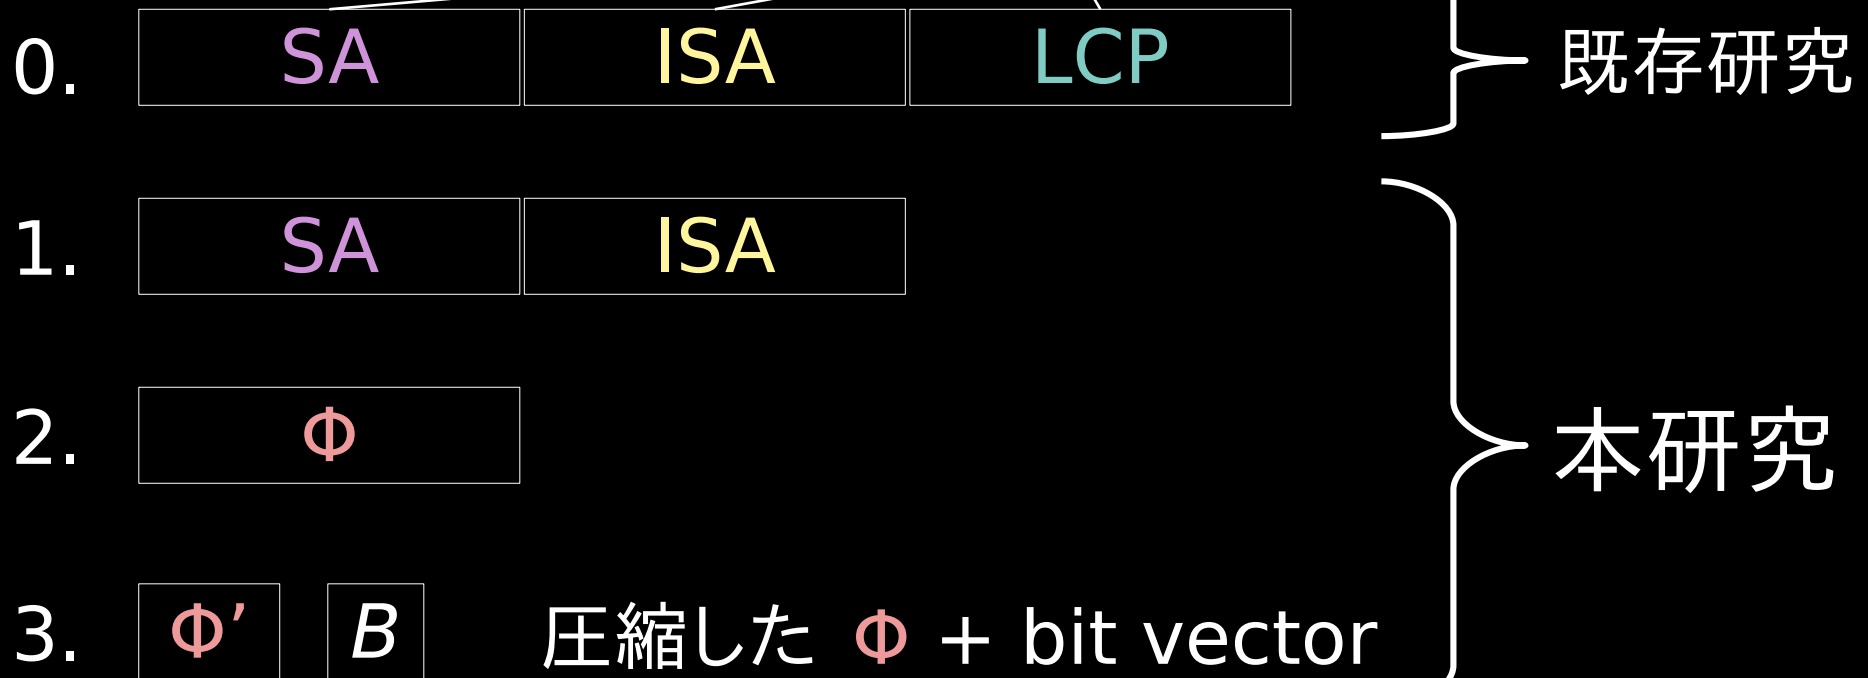 0. SA ISA LCP 既存研究
1. SA ISA
2. Φ 本研究
3. Φ’ B 圧縮した Φ + bit vector